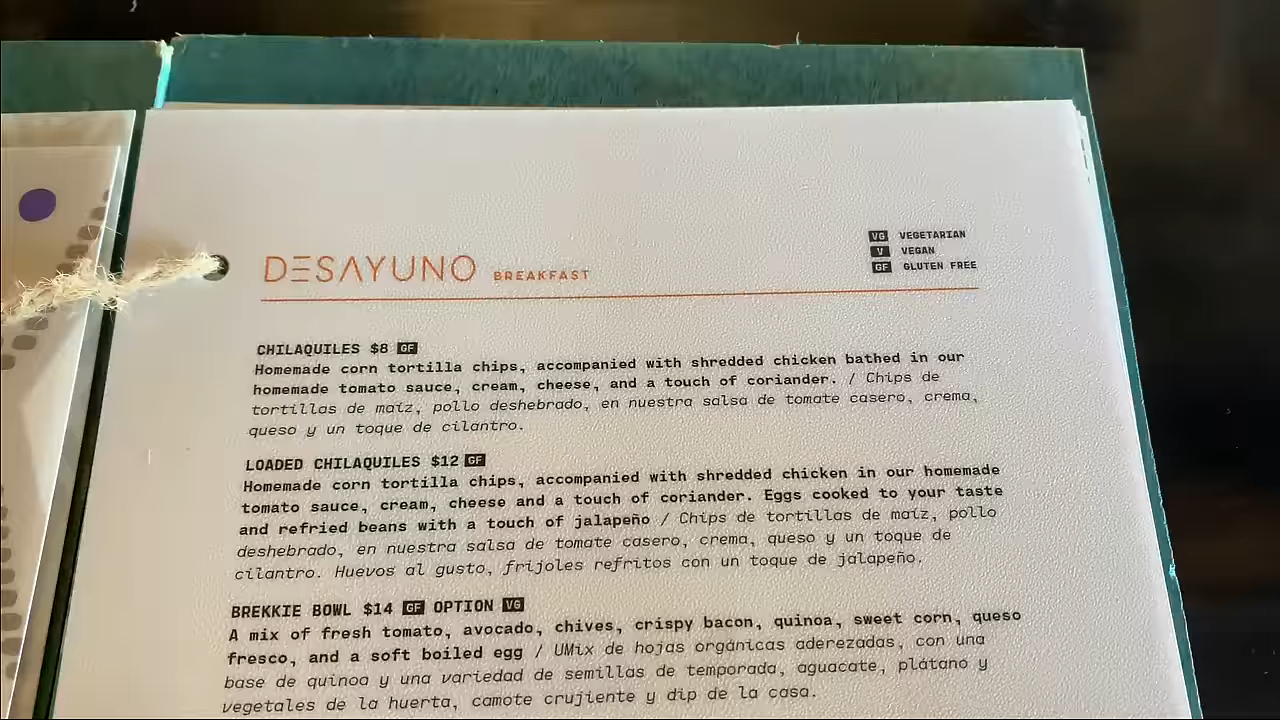 DESAYUNO BREAKFAST
VG VEGETARIAN
V VEGAN
GF GLUTEN FREE
CHILAQUILES $8 GF
Homemade corn tortilla chips, accompanied with shredded chicken bathed in our
homemade tomato sauce, cream, cheese, and a touch of coriander. / Chips de
tortillas de maíz, pollo deshebrado, en nuestra salsa de tomate casero, crema,
queso y un toque de cilantro.
LOADED CHILAQUILES $12 GF
Homemade corn tortilla chips, accompanied with shredded chicken in our homemade
tomato sauce, cream, cheese and a touch of coriander. Eggs cooked to your taste
and refried beans with a touch of jalapeño / Chips de tortillas de maíz, pollo
deshebrado, en nuestra salsa de tomate casero, crema, queso y un toque de
cilantro. Huevos al gusto, frijoles refritos con un toque de jalapeño.
BREKKIE BOWL $14 GF OPTION VG
A mix of fresh tomato, avocado, chives, crispy bacon, quinoa, sweet corn, queso
fresco, and a soft boiled egg / UMix de hojas orgánicas aderezadas, con una
base de quinoa y una variedad de semillas de temporada, aguacate, plátano y
vegetales de la huerta, camote crujiente y dip de la casa.